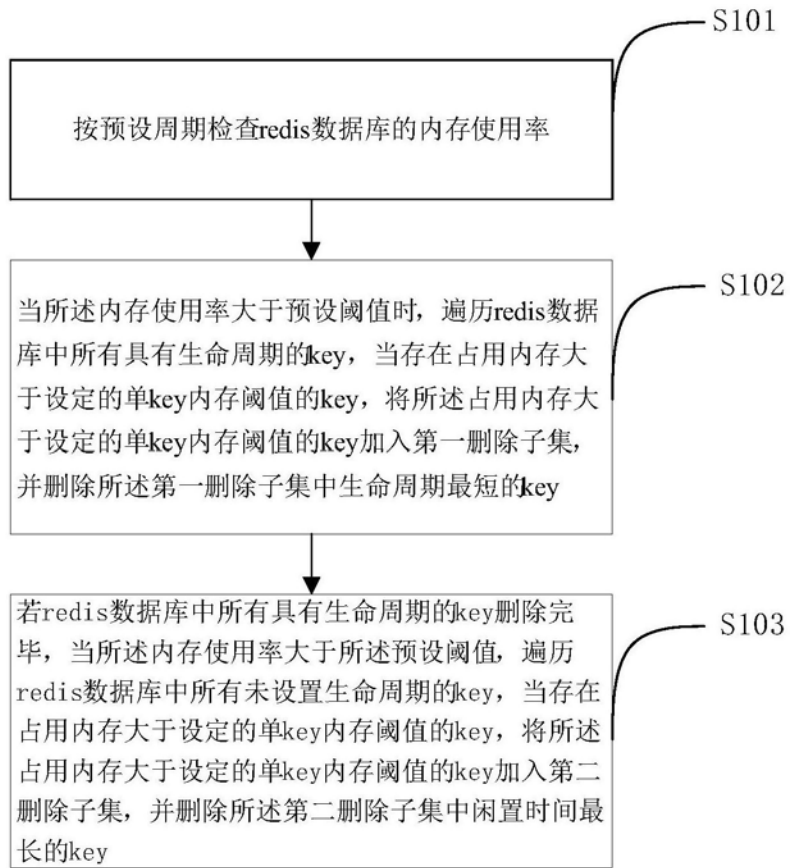 S101
按预设周期检查redis数据库的内存使用率
S102
当所述内存使用率大于预设阈值时，遍历redis数据
库中所有具有生命周期的key，当存在占用内存大
于设定的单key内存阈值的key，将所述占用内存大
于设定的单key内存阈值的key加入第一删除子集，
并删除所述第一删除子集中生命周期最短的key
S103
若redis数据库中所有具有生命周期的key删除完
毕，当所述内存使用率大于所述预设阈值，遍历
redis数据库中所有未设置生命周期的key，当存在
占用内存大于设定的单key内存阈值的key，将所述
占用内存大于设定的单key内存阈值的key加入第二
删除子集，并删除所述第二删除子集中闲置时间最
长的key